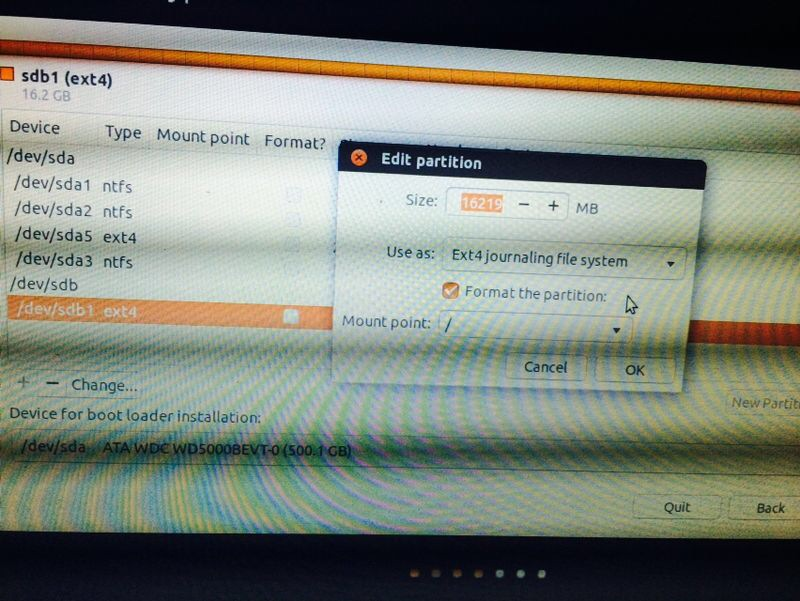 sdb1 (ext4)
16.2 GB
Device Type Mount point Format?
/dev/sda
/dev/sda1 ntfs
/dev/sda2 ntfs
/dev/sda5 ext4
/dev/sda3 ntfs
/dev/sdb
/dev/sdb1 ext4
Edit partition
Size: 16219 − + MB
Use as: Ext4 journaling file system
Format the partition:
Mount point: /
Cancel OK
+ − Change...
New Partiti
Device for boot loader installation:
/dev/sda ATA WDC WD5000BEVT-0 (500.1 GB)
Quit Back